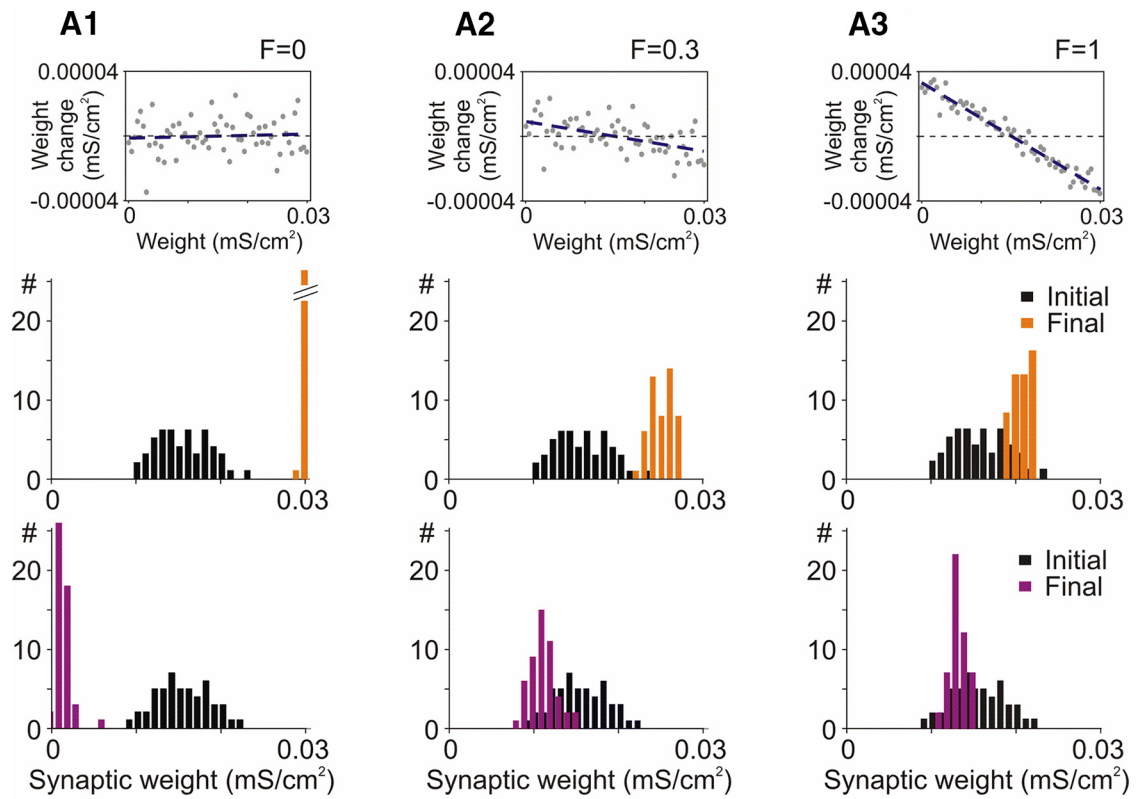 A1
A2
A3
F=0
F=0.3
F=1
0.00004
Weight
change
(mS/cm²)
-0.00004
0
0.03
Weight (mS/cm²)
0.00004
Weight
change
(mS/cm²)
-0.00004
0
0.03
Weight (mS/cm²)
0.00004
Weight
change
(mS/cm²)
-0.00004
0
0.03
Weight (mS/cm²)
#
20
10
0
0
0.03
#
20
10
0
0
0.03
#
20
10
0
0
0.03
Initial
Final
#
20
10
0
0
0.03
Synaptic weight (mS/cm²)
#
20
10
0
0
0.03
Synaptic weight (mS/cm²)
#
20
10
0
0
0.03
Initial
Final
Synaptic weight (mS/cm²)